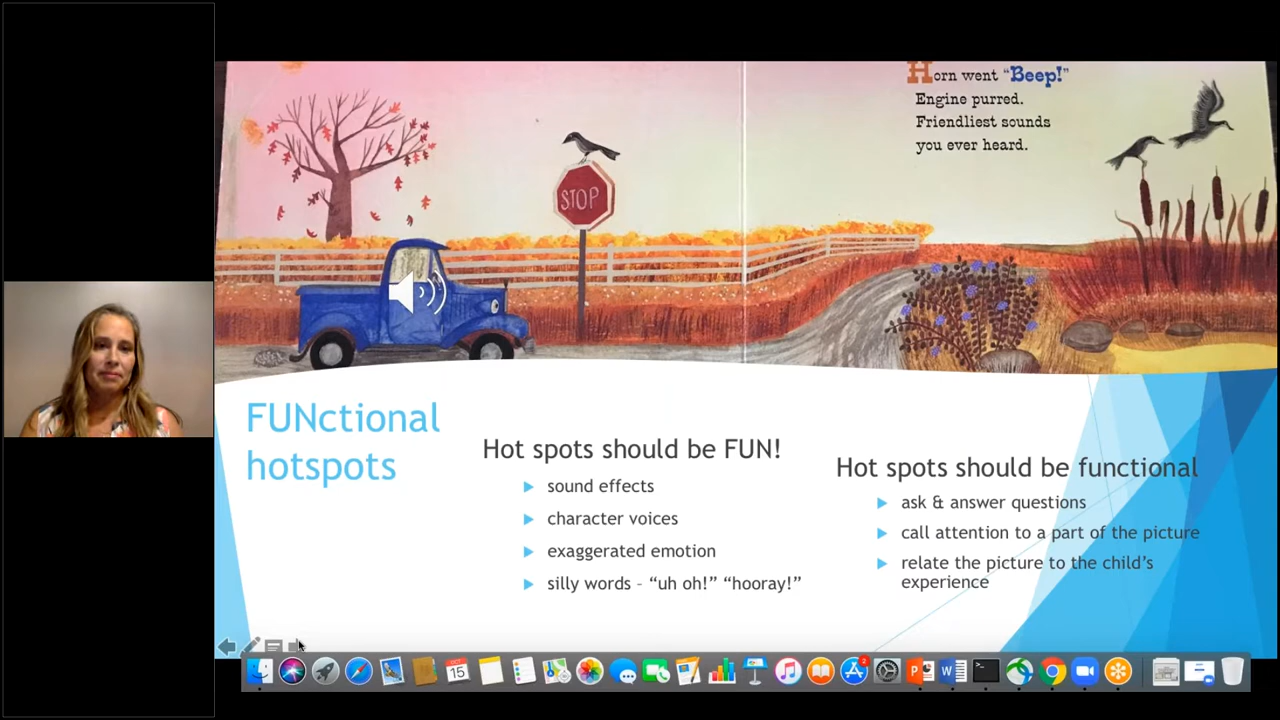 Horn went “Beep!”
Engine purred.
Friendliest sounds
you ever heard.
STOP
FUNctional
hotspots
Hot spots should be FUN!
sound effects
character voices
exaggerated emotion
silly words – “uh oh!” “hooray!”
Hot spots should be functional
ask & answer questions
call attention to a part of the picture
relate the picture to the child’s
experience
OCT
15
2